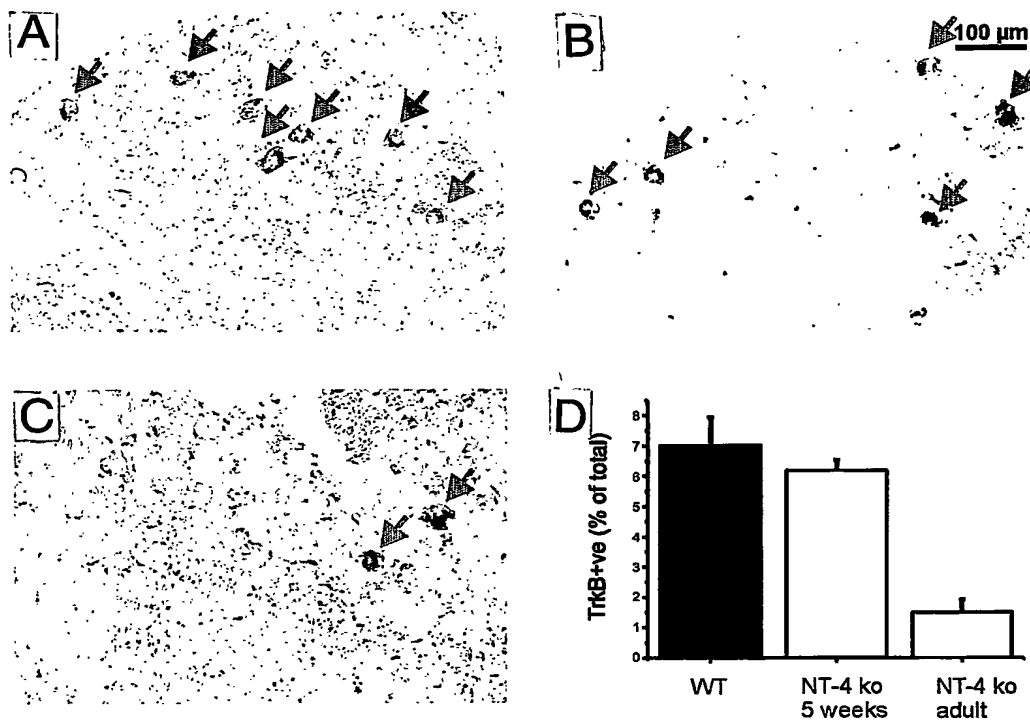 A
B
100 µm
C
D
TrkB+ve (% of total)
8
7
6
5
4
3
2
1
0
WT
NT-4 ko
5 weeks
NT-4 ko
adult